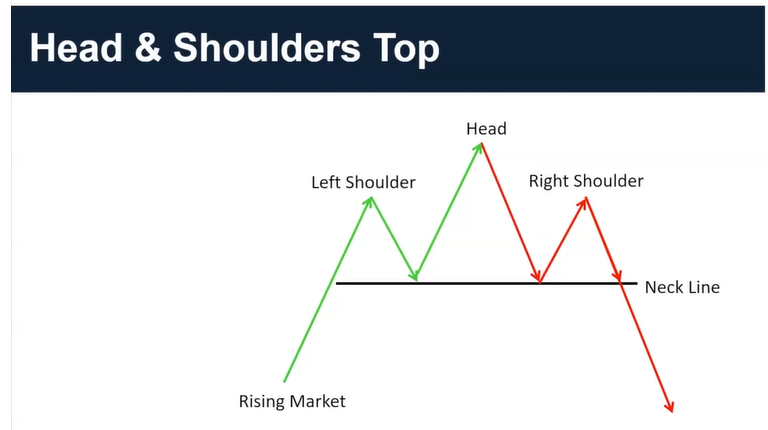 Head & Shoulders Top
Head
Left Shoulder
Right Shoulder
Neck Line
Rising Market